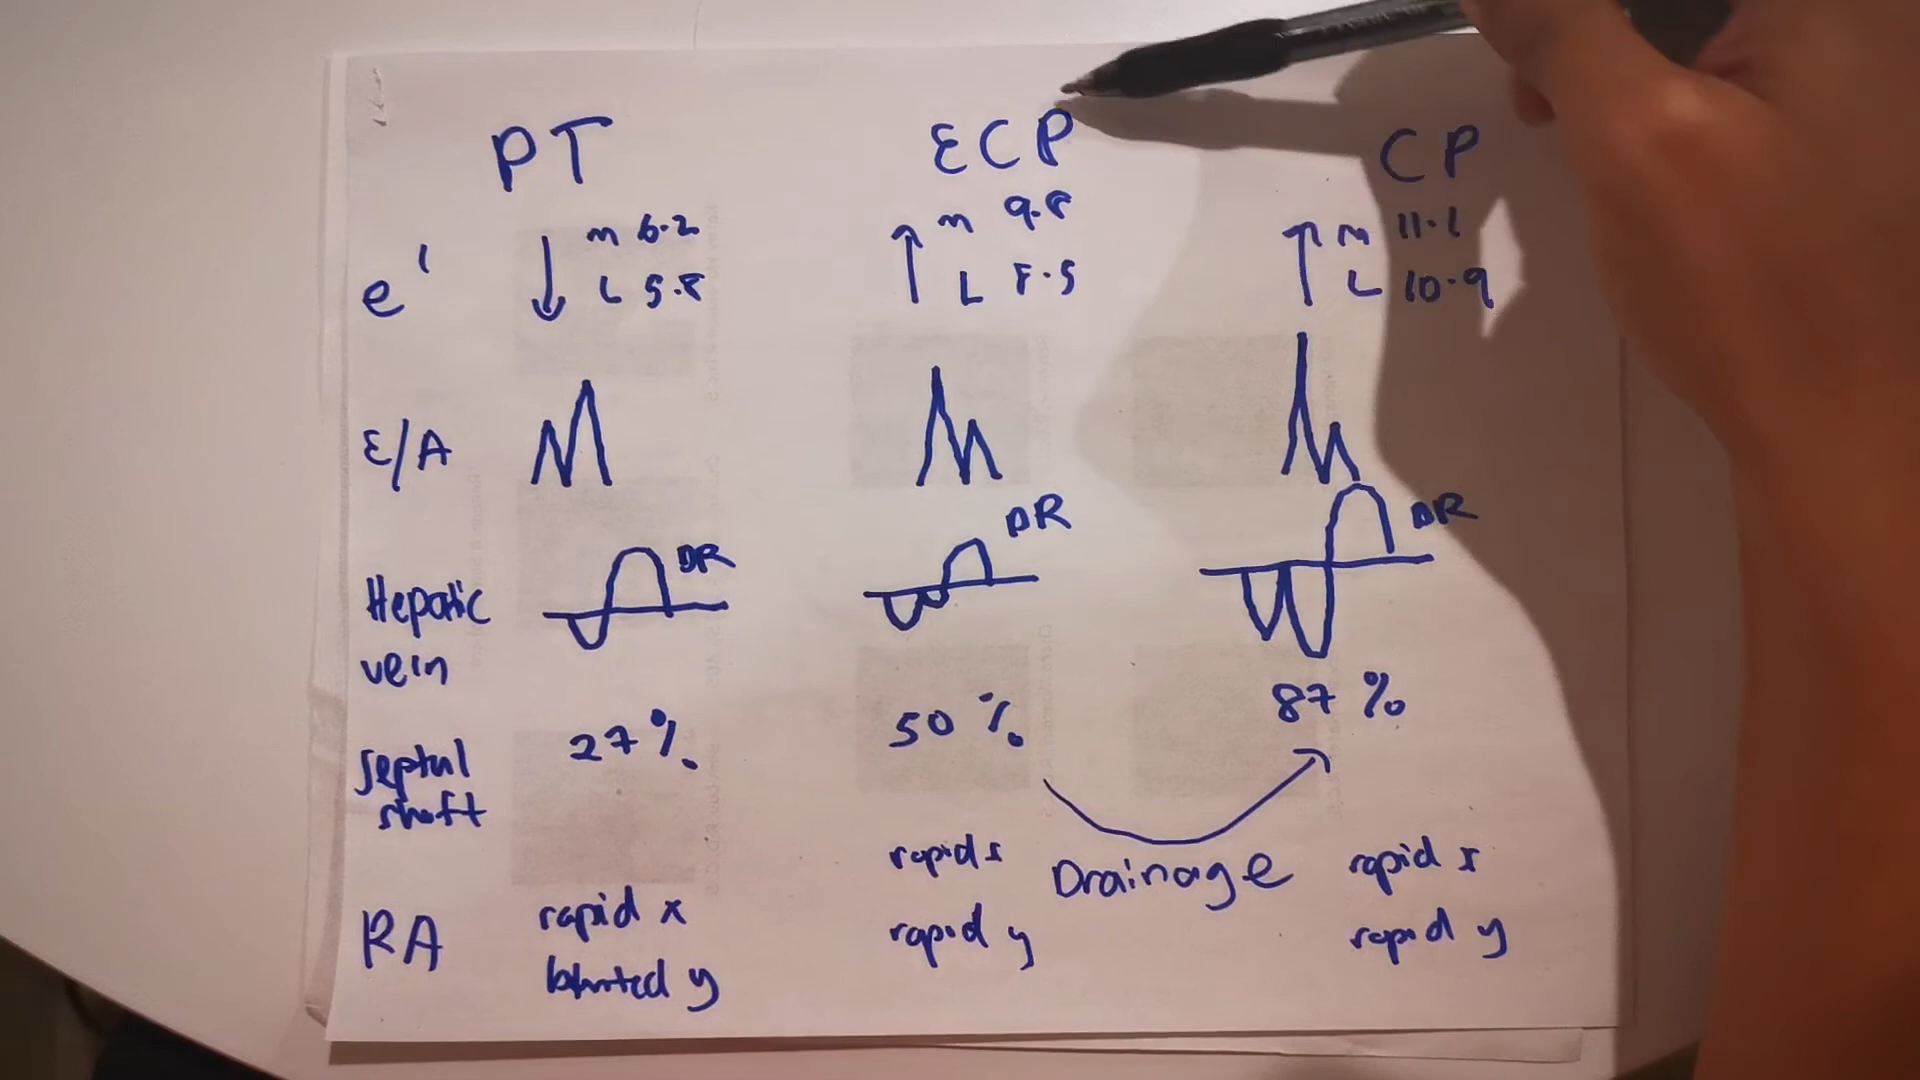 PT ECP CP
e' ↓ m 6.2 ↑ m 9.8 ↑ m 11.1
L 5.8 L 8.5 L 10.9
E/A
DR DR DR
Hepatic
vein
septal 27% 50% 87%
shift
rapid x Drainage rapid x
RA rapid x rapid y rapid y
blunted y